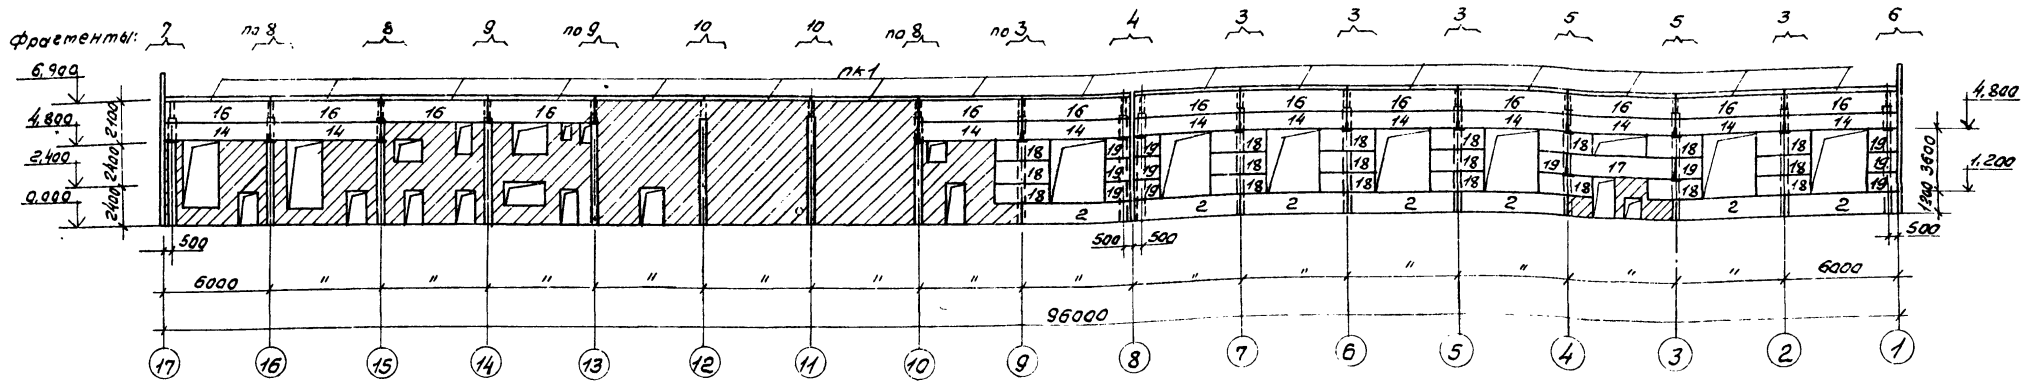 фрагменты: 7 по 8 8 9 по 9 10 10 по 8 по 3 4 3 3 3 5 5 3 6
6,900
ПК1
16 16 16 16 16 16 16 16 16 16 16 16 16
4,800 2400 4,800
14 14 14 14 14 14 14 14 14 14 14
18 19 19 18 18 18 18 18 18 19
2,400 2400 18 19 19 18 18 18 19 17 19 18 19 3600
18 19 19 18 18 18 18 18 18 19 1,200
0,000 2400 2 2 2 2 2 2 2 1200
500 500 500 500
6000 " " " " " " " " " " " " " " 6000
96000
17 16 15 14 13 12 11 10 9 8 7 6 5 4 3 2 1